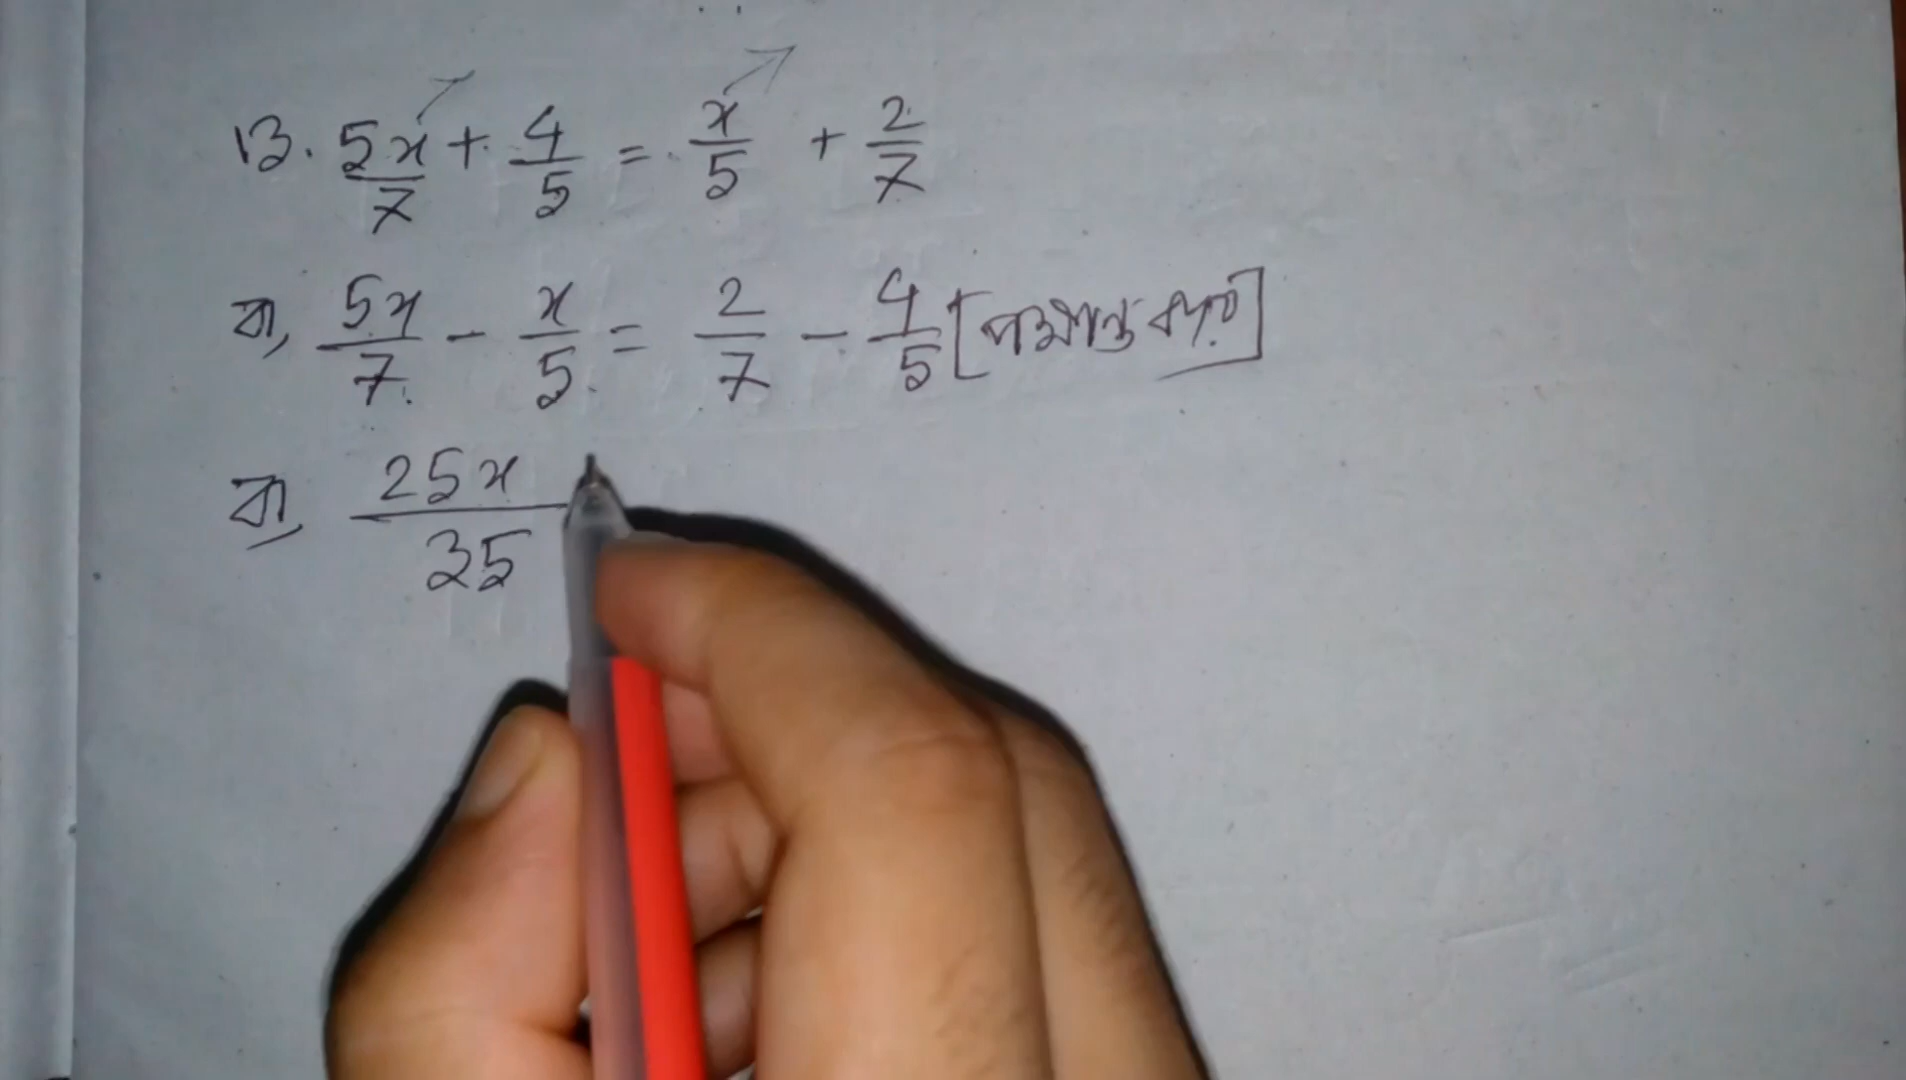 13. 5x/7 + 4/5 = x/5 + 2/7
বা, 5x/7 - x/5 = 2/7 - 4/5 [পক্ষান্তর করে]
বা, 25x/35